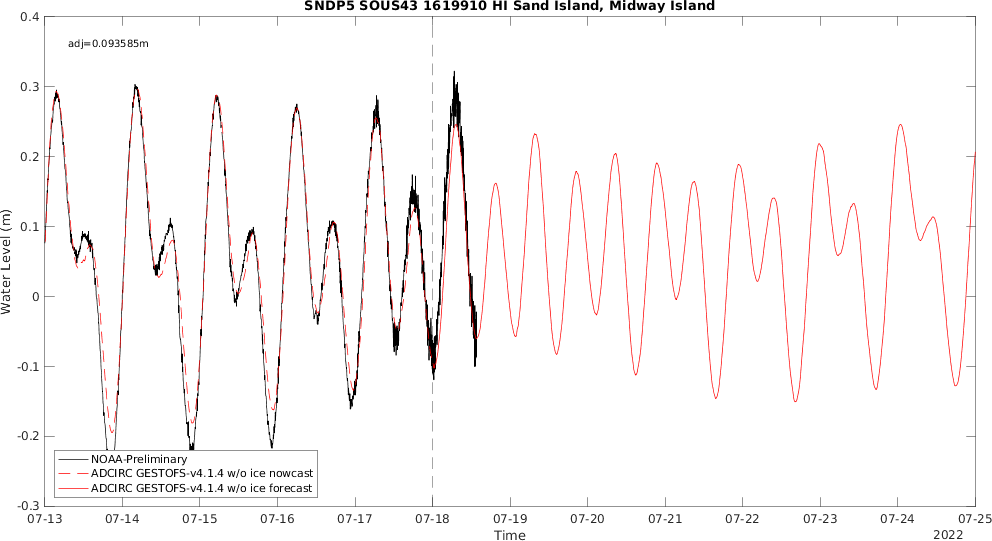 SNDP5 SOUS43 1619910 HI Sand Island, Midway Island
adj=0.093585m
0.4
0.3
0.2
0.1
0
-0.1
-0.2
-0.3
Water Level (m)
NOAA-Preliminary
ADCIRC GESTOFS-v4.1.4 w/o ice nowcast
ADCIRC GESTOFS-v4.1.4 w/o ice forecast
07-13 07-14 07-15 07-16 07-17 07-18 07-19 07-20 07-21 07-22 07-23 07-24 07-25
Time
2022